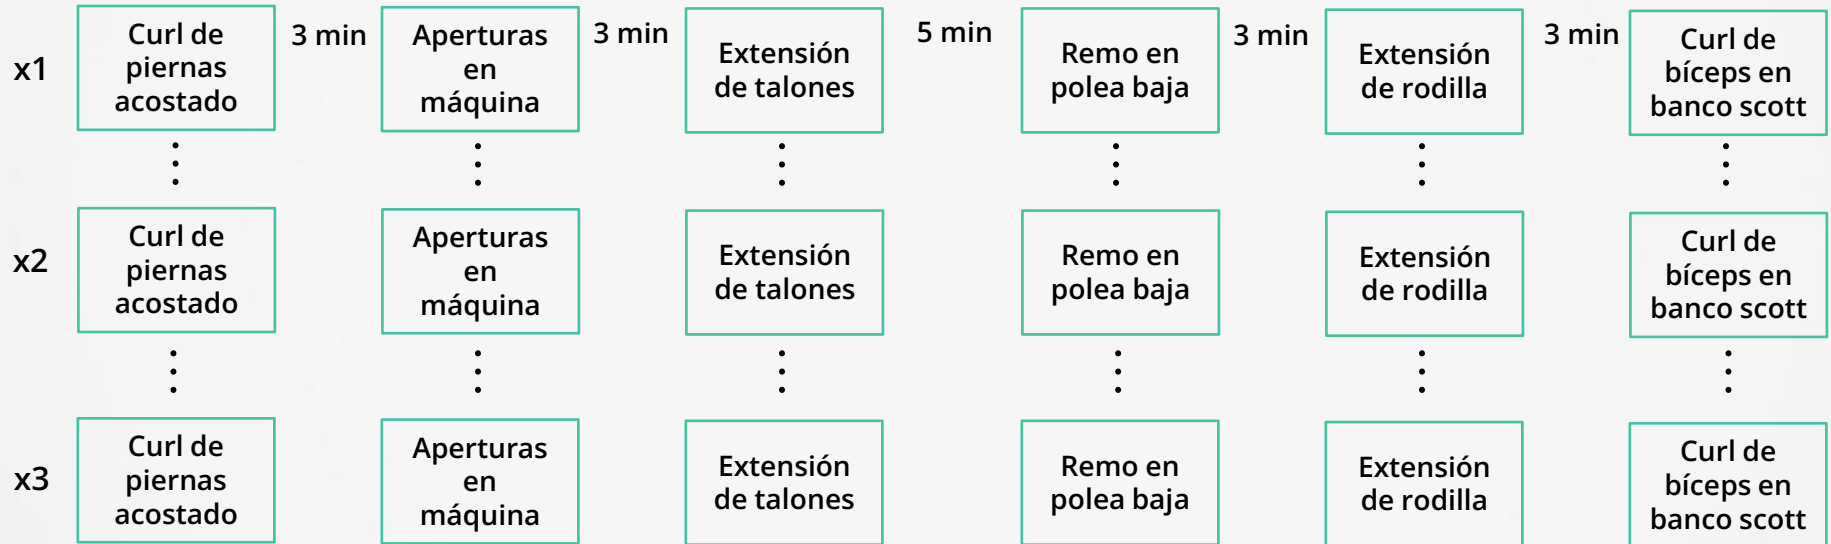 x1
Curl de
piernas
acostado
3 min
Aperturas
en
máquina
3 min
Extensión
de talones
5 min
Remo en
polea baja
3 min
Extensión
de rodilla
3 min
Curl de
bíceps en
banco scott
x2
Curl de
piernas
acostado
Aperturas
en
máquina
Extensión
de talones
Remo en
polea baja
Extensión
de rodilla
Curl de
bíceps en
banco scott
x3
Curl de
piernas
acostado
Aperturas
en
máquina
Extensión
de talones
Remo en
polea baja
Extensión
de rodilla
Curl de
bíceps en
banco scott